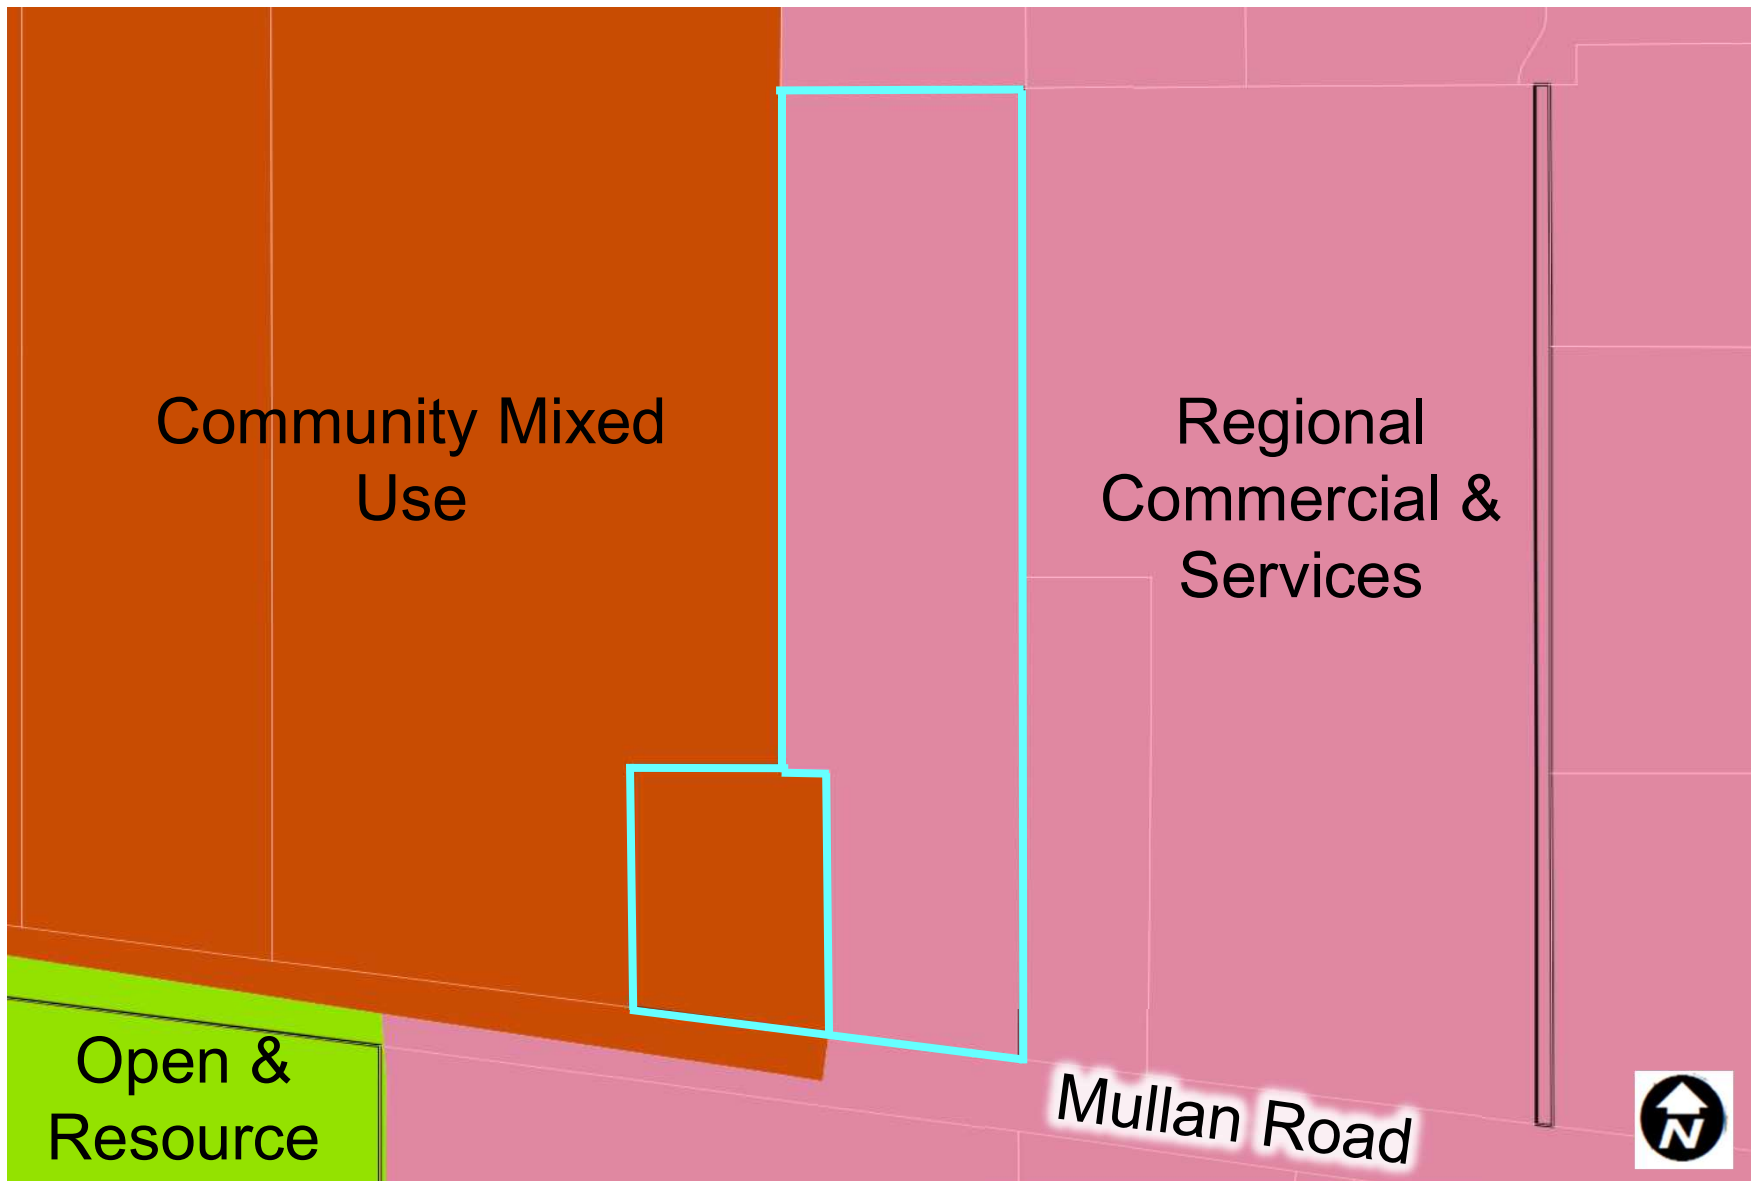 Community Mixed
Use
Regional
Commercial &
Services
Open &
Resource
Mullan Road
N